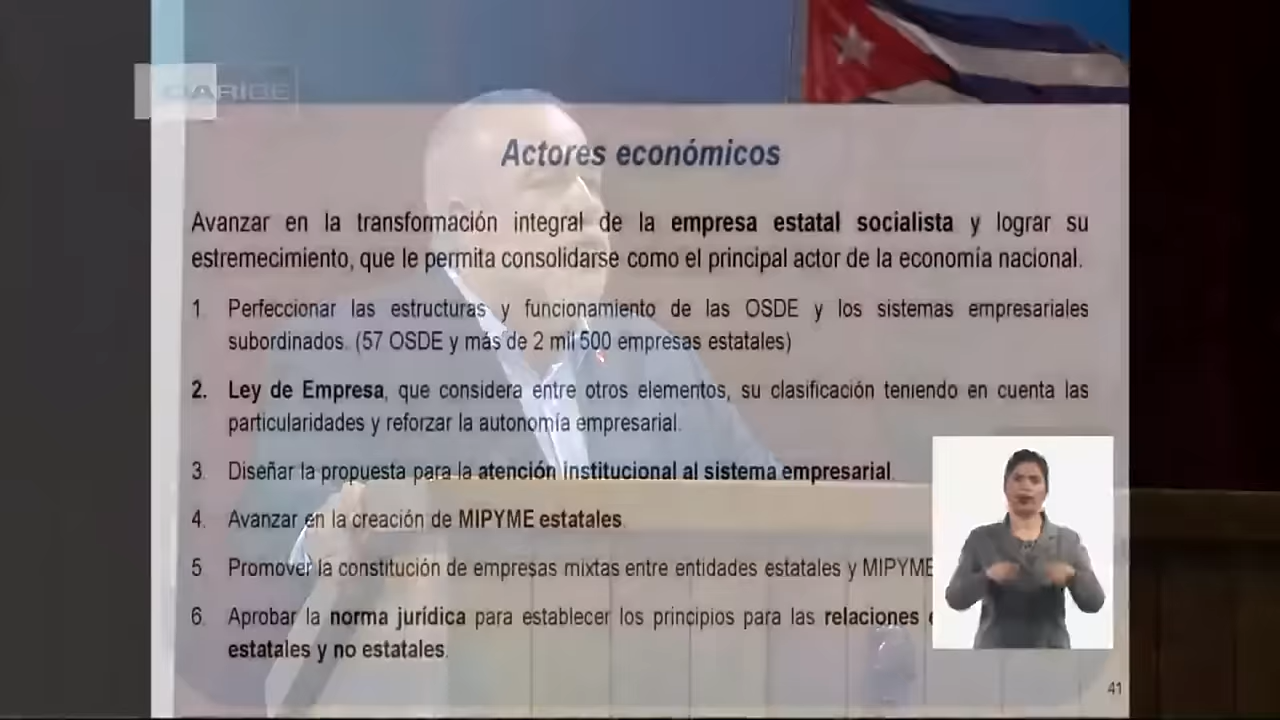 CARIBE
Actores económicos
Avanzar en la transformación integral de la empresa estatal socialista y lograr su
estremecimiento, que le permita consolidarse como el principal actor de la economía nacional.
1. Perfeccionar las estructuras y funcionamiento de las OSDE y los sistemas empresariales
subordinados. (57 OSDE y más de 2 mil 500 empresas estatales)
2. Ley de Empresa, que considera entre otros elementos, su clasificación teniendo en cuenta las
particularidades y reforzar la autonomía empresarial.
3. Diseñar la propuesta para la atención institucional al sistema empresarial.
4. Avanzar en la creación de MIPYME estatales.
5. Promover la constitución de empresas mixtas entre entidades estatales y MIPYME
6. Aprobar la norma jurídica para establecer los principios para las relaciones
estatales y no estatales.
41